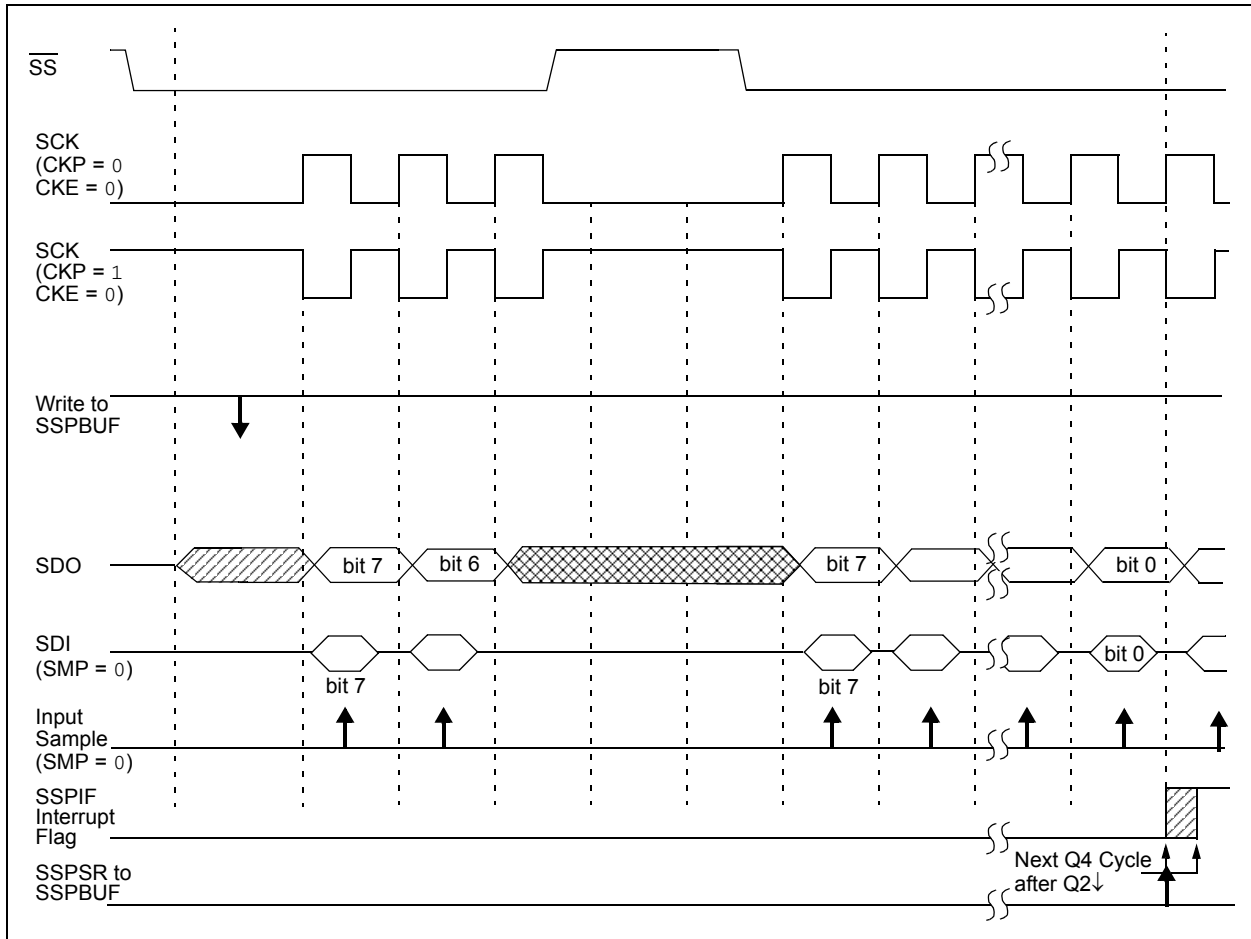 SS
SCK
(CKP = 0
CKE = 0)
SCK
(CKP = 1
CKE = 0)
Write to
SSPBUF
SDO
bit 7
bit 6
bit 7
bit 0
SDI
(SMP = 0)
bit 7
bit 7
bit 0
Input
Sample
(SMP = 0)
SSPIF
Interrupt
Flag
SSPSR to
SSPBUF
Next Q4 Cycle
after Q2↓